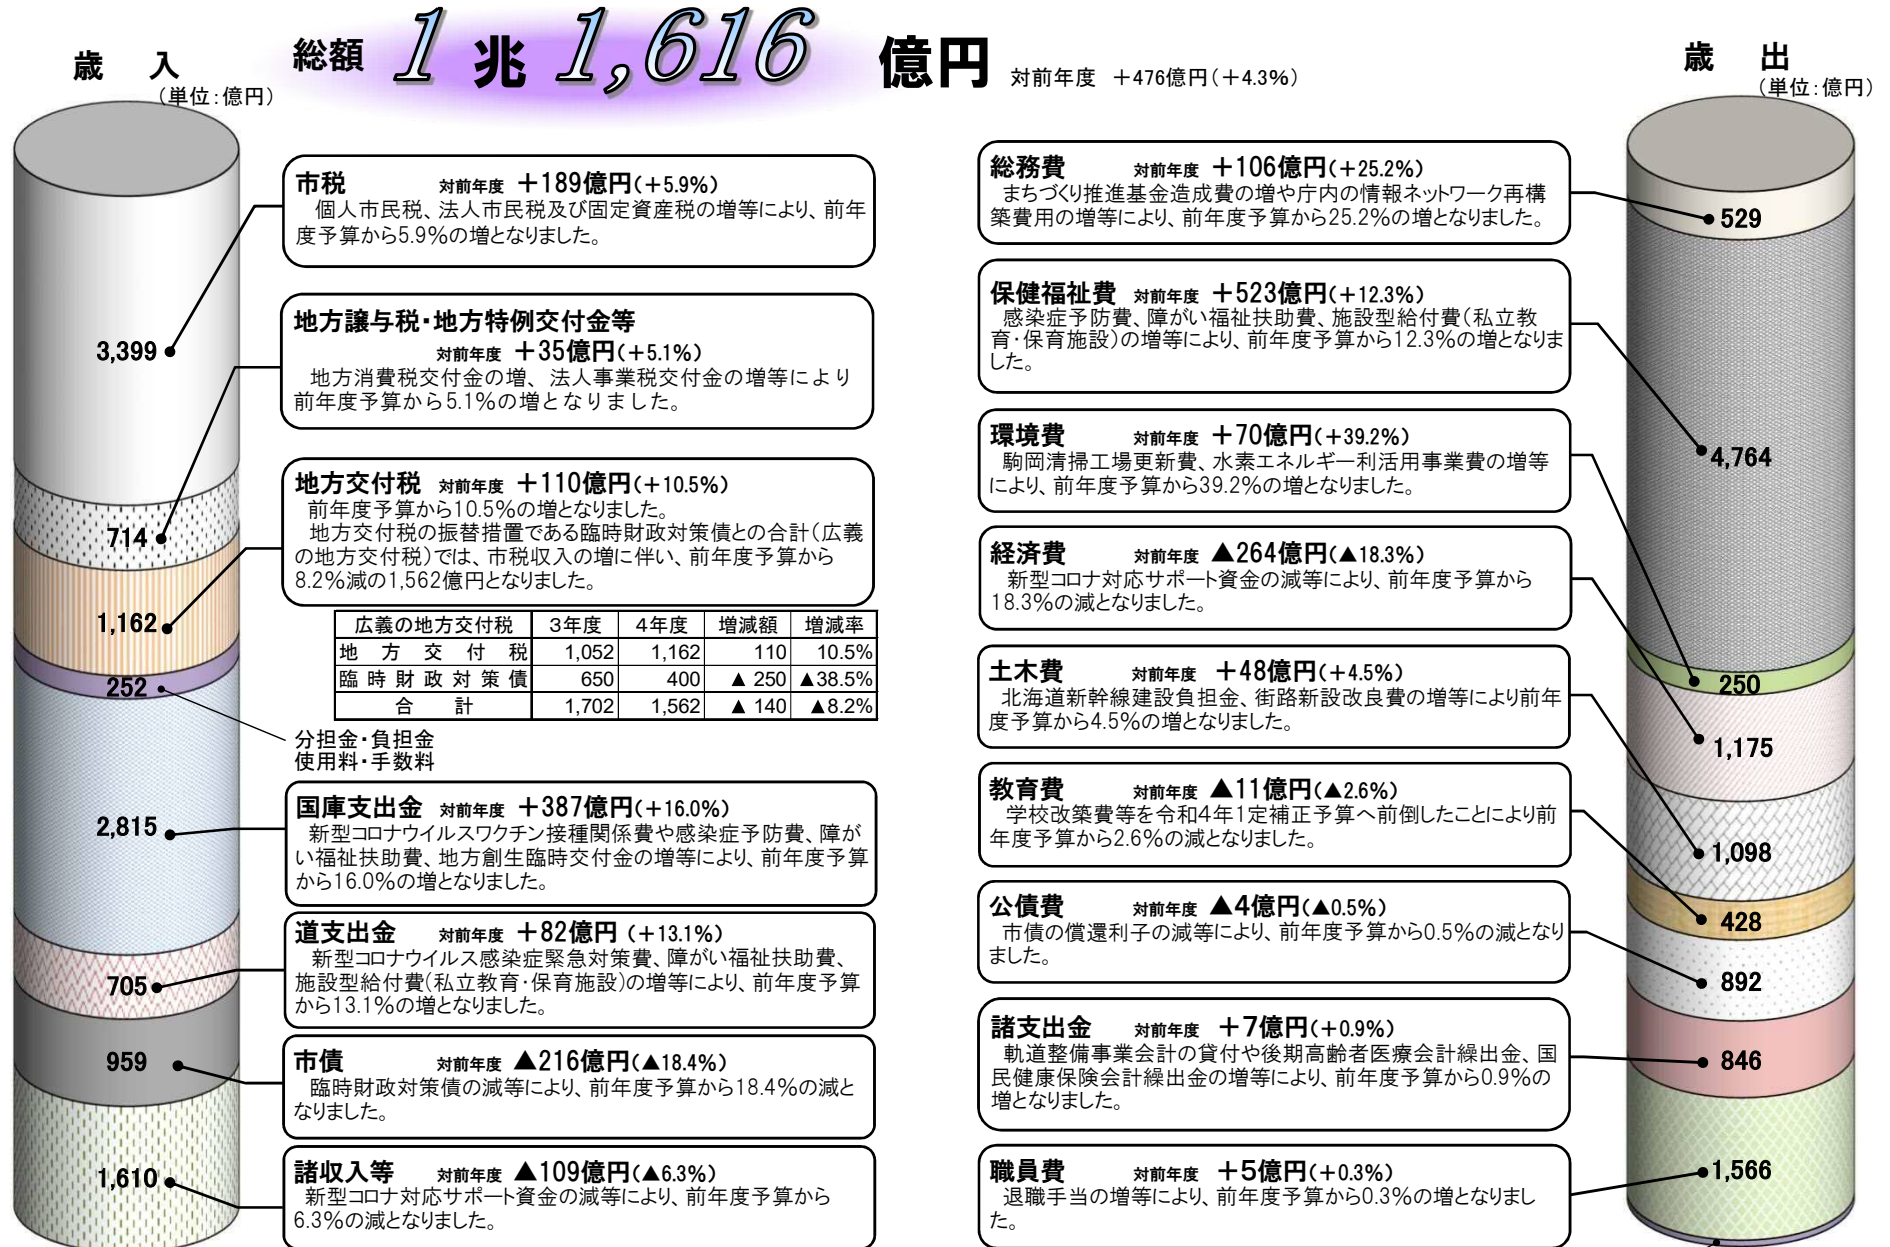 総額 1 兆 1,616 億円 対前年度 +476億円(+4.3%)
歳 入
(単位:億円)
3,399
714
1,162
252
2,815
705
959
1,610
市税 対前年度 +189億円(+5.9%)
個人市民税、法人市民税及び固定資産税の増等により、前年
度予算から5.9%の増となりました。
地方譲与税・地方特例交付金等
対前年度 +35億円(+5.1%)
地方消費税交付金の増、法人事業税交付金の増等により
前年度予算から5.1%の増となりました。
地方交付税 対前年度 +110億円(+10.5%)
前年度予算から10.5%の増となりました。
地方交付税の振替措置である臨時財政対策債との合計(広義
の地方交付税)では、市税収入の増に伴い、前年度予算から
8.2%減の1,562億円となりました。
広義の地方交付税 3年度 4年度 増減額 増減率
地方交付税 1,052 1,162 110 10.5%
臨時財政対策債 650 400 ▲ 250 ▲38.5%
合 計 1,702 1,562 ▲ 140 ▲8.2%
分担金・負担金
使用料・手数料
国庫支出金 対前年度 +387億円(+16.0%)
新型コロナウイルスワクチン接種関係費や感染症予防費、障が
い福祉扶助費、地方創生臨時交付金の増等により、前年度予算
から16.0%の増となりました。
道支出金 対前年度 +82億円 (+13.1%)
新型コロナウイルス感染症緊急対策費、障がい福祉扶助費、
施設型給付費(私立教育・保育施設)の増等により、前年度予算
から13.1%の増となりました。
市債 対前年度 ▲216億円(▲18.4%)
臨時財政対策債の減等により、前年度予算から18.4%の減と
なりました。
諸収入等 対前年度 ▲109億円(▲6.3%)
新型コロナ対応サポート資金の減等により、前年度予算から
6.3%の減となりました。
歳 出
(単位:億円)
総務費 対前年度 +106億円(+25.2%)
まちづくり推進基金造成費の増や庁内の情報ネットワーク再構
築費用の増等により、前年度予算から25.2%の増となりました。
保健福祉費 対前年度 +523億円(+12.3%)
感染症予防費、障がい福祉扶助費、施設型給付費(私立教
育・保育施設)の増等により、前年度予算から12.3%の増となりま
した。
環境費 対前年度 +70億円(+39.2%)
駒岡清掃工場更新費、水素エネルギー利活用事業費の増等
により、前年度予算から39.2%の増となりました。
経済費 対前年度 ▲264億円(▲18.3%)
新型コロナ対応サポート資金の減等により、前年度予算から
18.3%の減となりました。
土木費 対前年度 +48億円(+4.5%)
北海道新幹線建設負担金、街路新設改良費の増等により前年
度予算から4.5%の増となりました。
教育費 対前年度 ▲11億円(▲2.6%)
学校改築費等を令和4年1定補正予算へ前倒したことにより前
年度予算から2.6%の減となりました。
公債費 対前年度 ▲4億円(▲0.5%)
市債の償還利子の減等により、前年度予算から0.5%の減となり
ました。
諸支出金 対前年度 +7億円(+0.9%)
軌道整備事業会計の貸付や後期高齢者医療会計繰出金、国
民健康保険会計繰出金の増等により、前年度予算から0.9%の
増となりました。
職員費 対前年度 +5億円(+0.3%)
退職手当の増等により、前年度予算から0.3%の増となりまし
た。
529
4,764
250
1,175
1,098
428
892
846
1,566